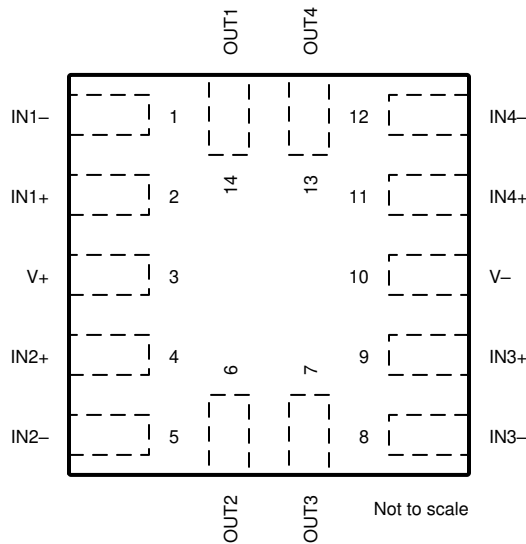 OUT1 OUT4
IN1– 1 12 IN4–
14 13
IN1+ 2 11 IN4+
V+ 3 10 V–
IN2+ 4 6 7 9 IN3+
IN2– 5 8 IN3–
OUT2 OUT3
Not to scale